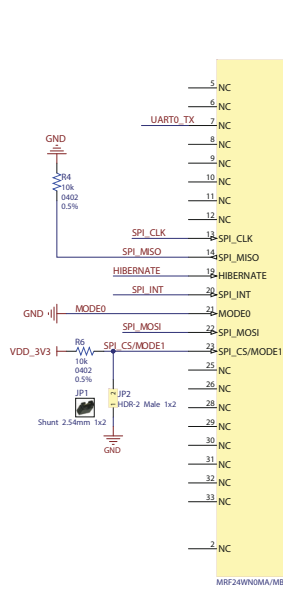 5 NC
6 NC
UART0_TX 7 NC
GND 8 NC
9 NC
R4 10 NC
10k 11 NC
0402
0.5% 12 NC
SPI_CLK 13 SPI_CLK
SPI_MISO 14 SPI_MISO
HIBERNATE 19 HIBERNATE
SPI_INT 20 SPI_INT
GND MODE0 21 MODE0
SPI_MOSI 22 SPI_MOSI
VDD_3V3 R6 SPI_CS/MODE1 23 SPI_CS/MODE1
10k 25 NC
0402
0.5% 26 NC
JP1 2 JP2
1 HDR-2 Male 1x2 28 NC
Shunt 2.54mm 1x2 29 NC
GND 30 NC
31 NC
32 NC
33 NC
2 NC
MRF24WN0MA/MB